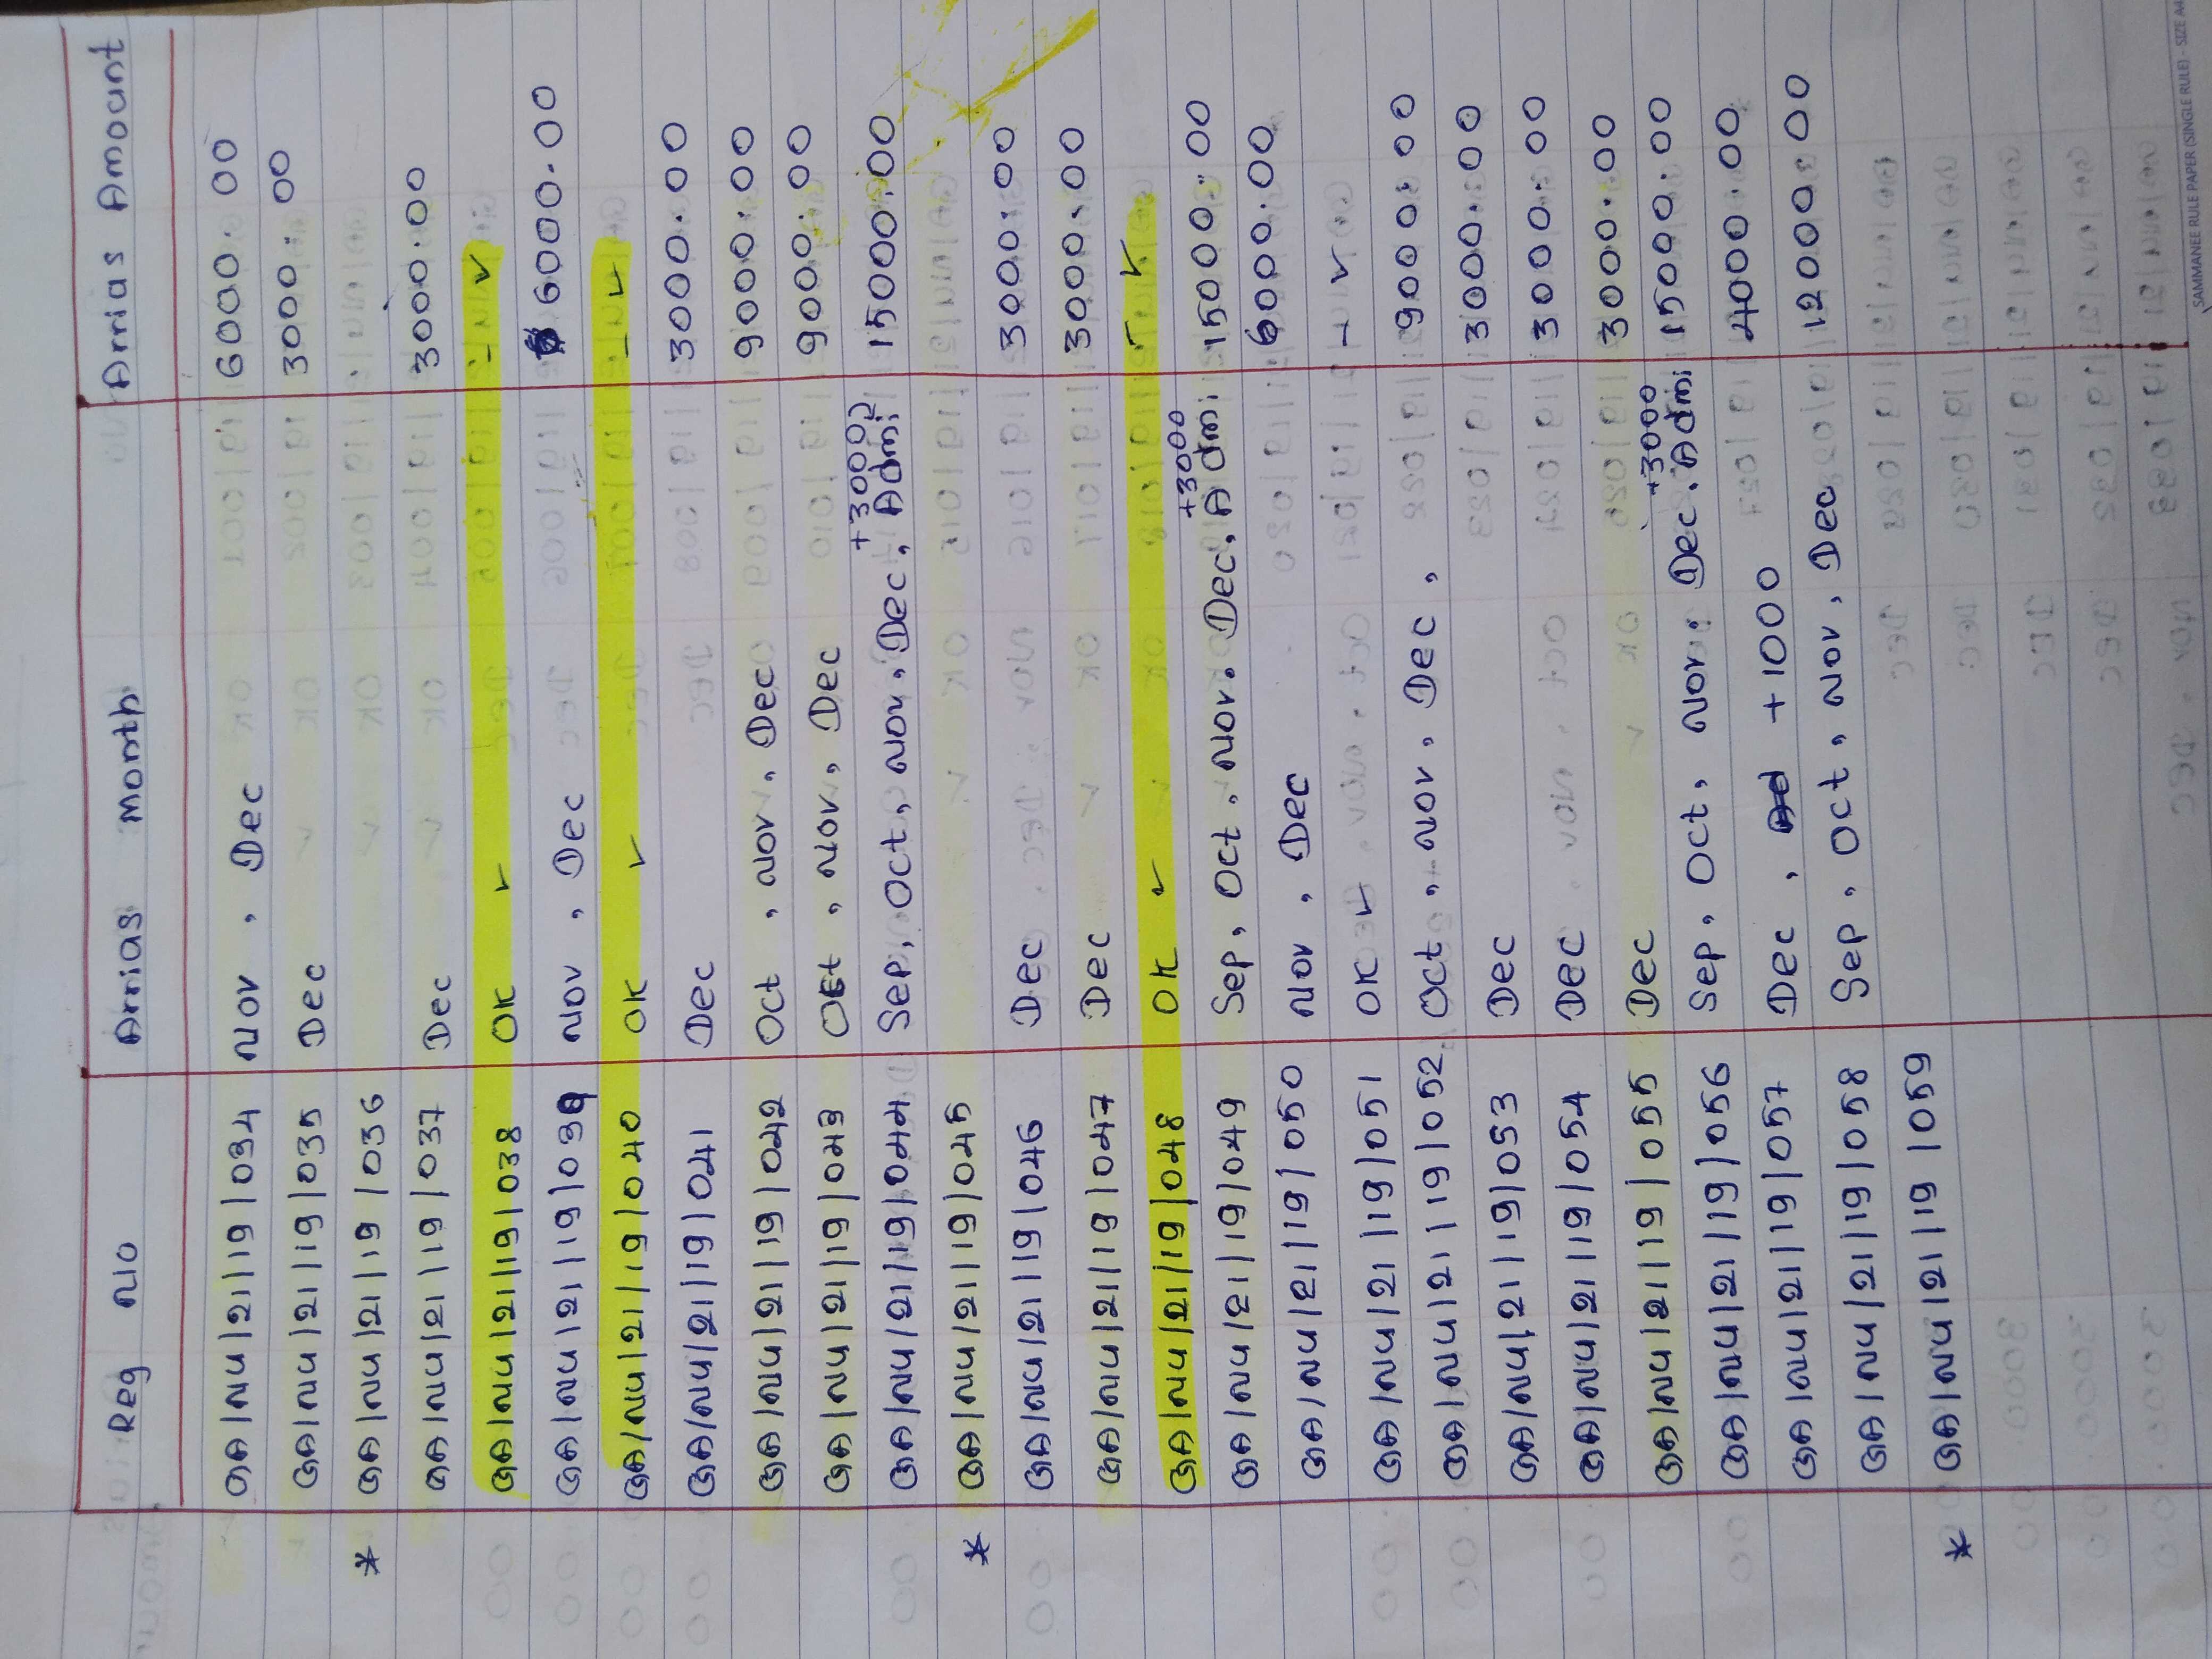 Reg No Arrias Month Arrias Amount
GA/NU/21/19/034 Nov, Dec 6000.00
GA/NU/21/19/035 Dec 3000.00
* GA/NU/21/19/036
GA/NU/21/19/037 Dec 3000.00
GA/NU/21/19/038 OK ✓ - ✓
GA/NU/21/19/039 Nov, Dec 6000.00
GA/NU/21/19/040 OK ✓ - ✓
GA/NU/21/19/041 Dec 3000.00
GA/NU/21/19/042 Oct, Nov, Dec 9000.00
GA/NU/21/19/043 Oct, Nov, Dec 9000.00
GA/NU/21/19/044 Sep, Oct, Nov, Dec, Admi +3000 15000.00
* GA/NU/21/19/045
GA/NU/21/19/046 Dec 3000.00
GA/NU/21/19/047 Dec 3000.00
GA/NU/21/19/048 OK ✓ - ✓
GA/NU/21/19/049 Sep, Oct, Nov. Dec, Admi +3000 15000.00
GA/NU/21/19/050 Nov, Dec 6000.00
GA/NU/21/19/051 OK ✓ - ✓
GA/NU/21/19/052 Oct, Nov, Dec, 9000.00
GA/NU/21/19/053 Dec 3000.00
GA/NU/21/19/054 Dec 3000.00
GA/NU/21/19/055 Dec 3000.00
GA/NU/21/19/056 Sep, Oct, Nov. Dec. Admi +3000 15000.00
GA/NU/21/19/057 Dec, +1000 4000.00
GA/NU/21/19/058 Sep, Oct, Nov, Dec 12000.00
* GA/NU/21/19/059
SAMMANEE RULE PAPER (SINGLE RULE) - SIZE A4